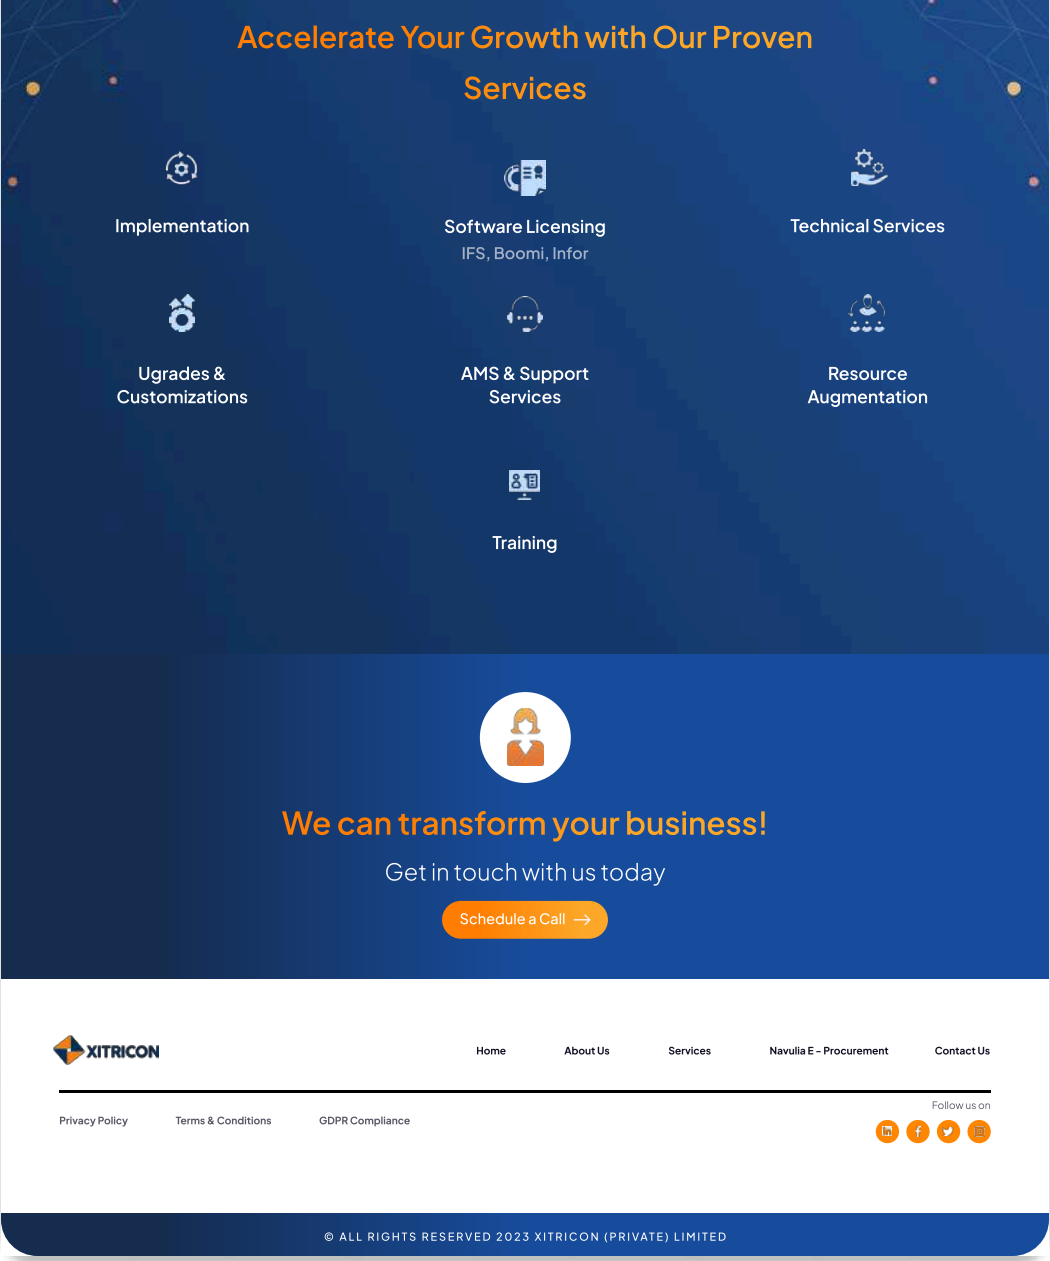 Accelerate Your Growth with Our Proven
Services
Implementation
Software Licensing
IFS, Boomi, Infor
Technical Services
Ugrades &
Customizations
AMS & Support
Services
Resource
Augmentation
Training
We can transform your business!
Get in touch with us today
Schedule a Call
XITRICON
Home
About Us
Services
Navulia E – Procurement
Contact Us
Privacy Policy
Terms & Conditions
GDPR Compliance
Follow us on
© ALL RIGHTS RESERVED 2023 XITRICON (PRIVATE) LIMITED